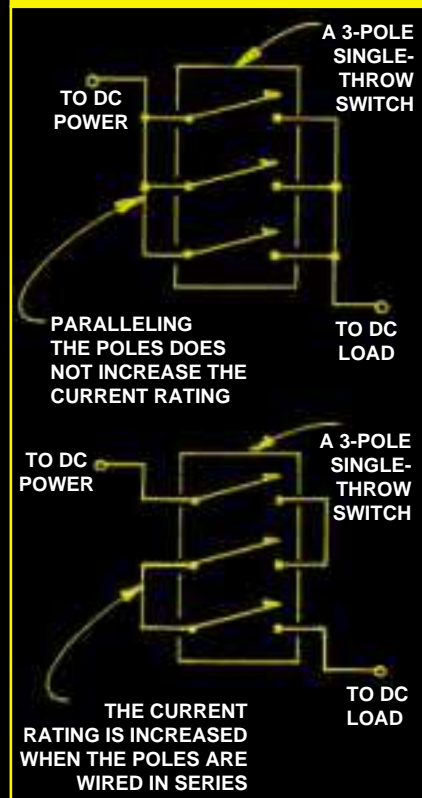 A 3-POLE
SINGLE-
THROW
SWITCH
TO DC
POWER
PARALLELING
THE POLES DOES
NOT INCREASE THE
CURRENT RATING
TO DC
LOAD
A 3-POLE
SINGLE-
THROW
SWITCH
TO DC
POWER
TO DC
LOAD
THE CURRENT
RATING IS INCREASED
WHEN THE POLES ARE
WIRED IN SERIES